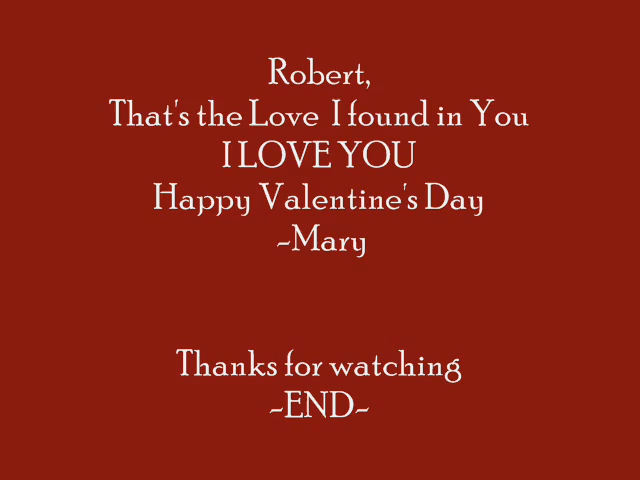 Robert,
That's the Love I found in You
I LOVE YOU
Happy Valentine's Day
-Mary
Thanks for watching
-END-